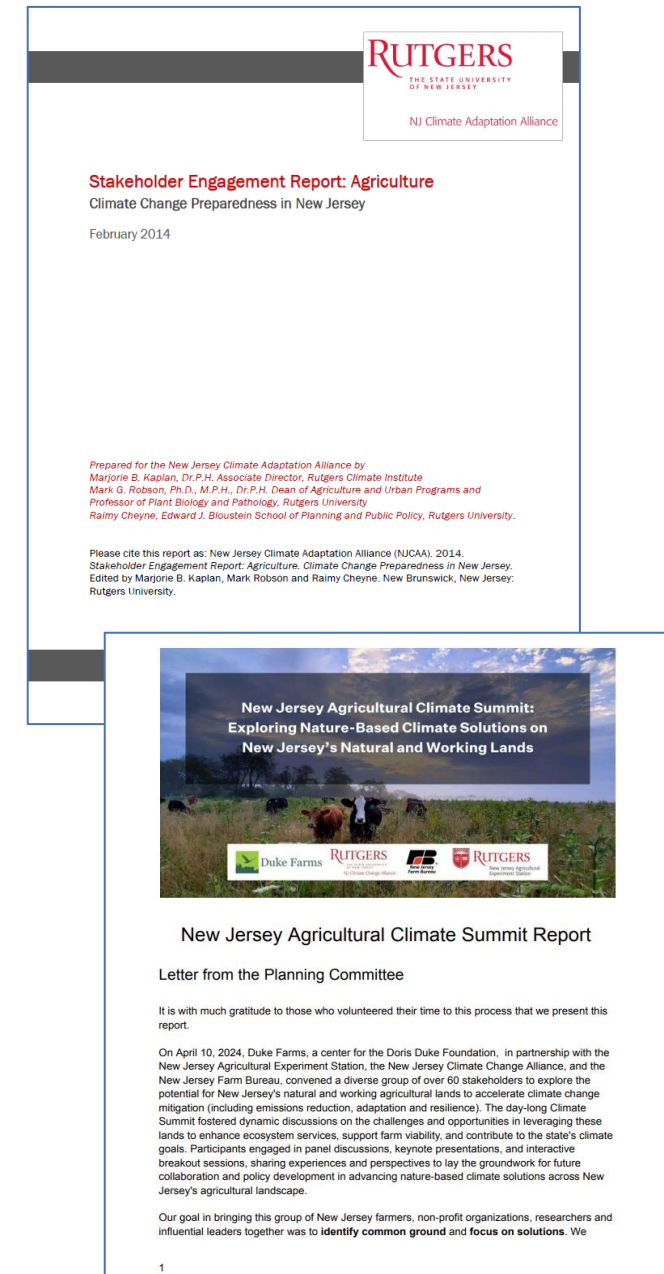 RUTGERS
THE STATE UNIVERSITY
OF NEW JERSEY
NJ Climate Adaptation Alliance
Stakeholder Engagement Report: Agriculture
Climate Change Preparedness in New Jersey
February 2014
Prepared for the New Jersey Climate Adaptation Alliance by
Marjorie B. Kaplan, Dr.P.H. Associate Director, Rutgers Climate Institute
Mark G. Robson, Ph.D., M.P.H., Dr.P.H. Dean of Agriculture and Urban Programs and
Professor of Plant Biology and Pathology, Rutgers University
Raimy Cheyne, Edward J. Bloustein School of Planning and Public Policy, Rutgers University.
Please cite this report as: New Jersey Climate Adaptation Alliance (NJCAA). 2014.
Stakeholder Engagement Report: Agriculture. Climate Change Preparedness in New Jersey.
Edited by Marjorie B. Kaplan, Mark Robson and Raimy Cheyne. New Brunswick, New Jersey:
Rutgers University.
New Jersey Agricultural Climate Summit:
Exploring Nature-Based Climate Solutions on
New Jersey's Natural and Working Lands
Duke Farms
RUTGERS
NJ Climate Change Alliance
New Jersey
Farm Bureau
RUTGERS
New Jersey Agricultural
Experiment Station
New Jersey Agricultural Climate Summit Report
Letter from the Planning Committee
It is with much gratitude to those who volunteered their time to this process that we present this
report.
On April 10, 2024, Duke Farms, a center for the Doris Duke Foundation, in partnership with the
New Jersey Agricultural Experiment Station, the New Jersey Climate Change Alliance, and the
New Jersey Farm Bureau, convened a diverse group of over 60 stakeholders to explore the
potential for New Jersey's natural and working agricultural lands to accelerate climate change
mitigation (including emissions reduction, adaptation and resilience). The day-long Climate
Summit fostered dynamic discussions on the challenges and opportunities in leveraging these
lands to enhance ecosystem services, support farm viability, and contribute to the state's climate
goals. Participants engaged in panel discussions, keynote presentations, and interactive
breakout sessions, sharing experiences and perspectives to lay the groundwork for future
collaboration and policy development in advancing nature-based climate solutions across New
Jersey's agricultural landscape.
Our goal in bringing this group of New Jersey farmers, non-profit organizations, researchers and
influential leaders together was to identify common ground and focus on solutions. We
1